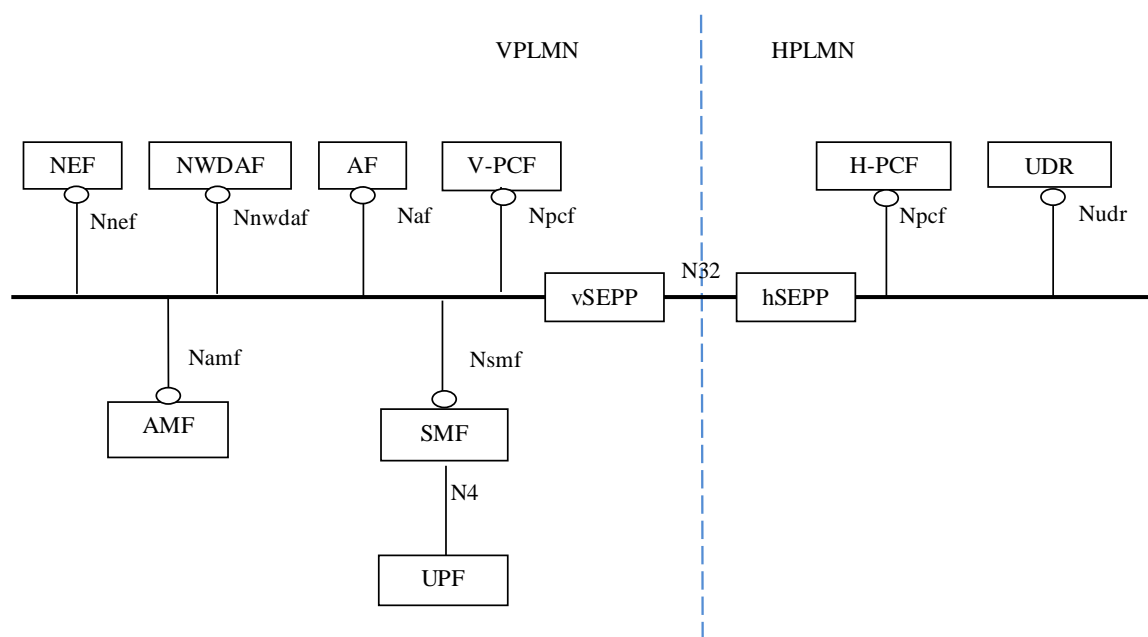 VPLMN
HPLMN
NEF
NWDAF
AF
V-PCF
H-PCF
UDR
Nnef
Nnwdaf
Naf
Npcf
Npcf
Nudr
N32
vSEPP
hSEPP
Namf
Nsmf
AMF
SMF
N4
UPF